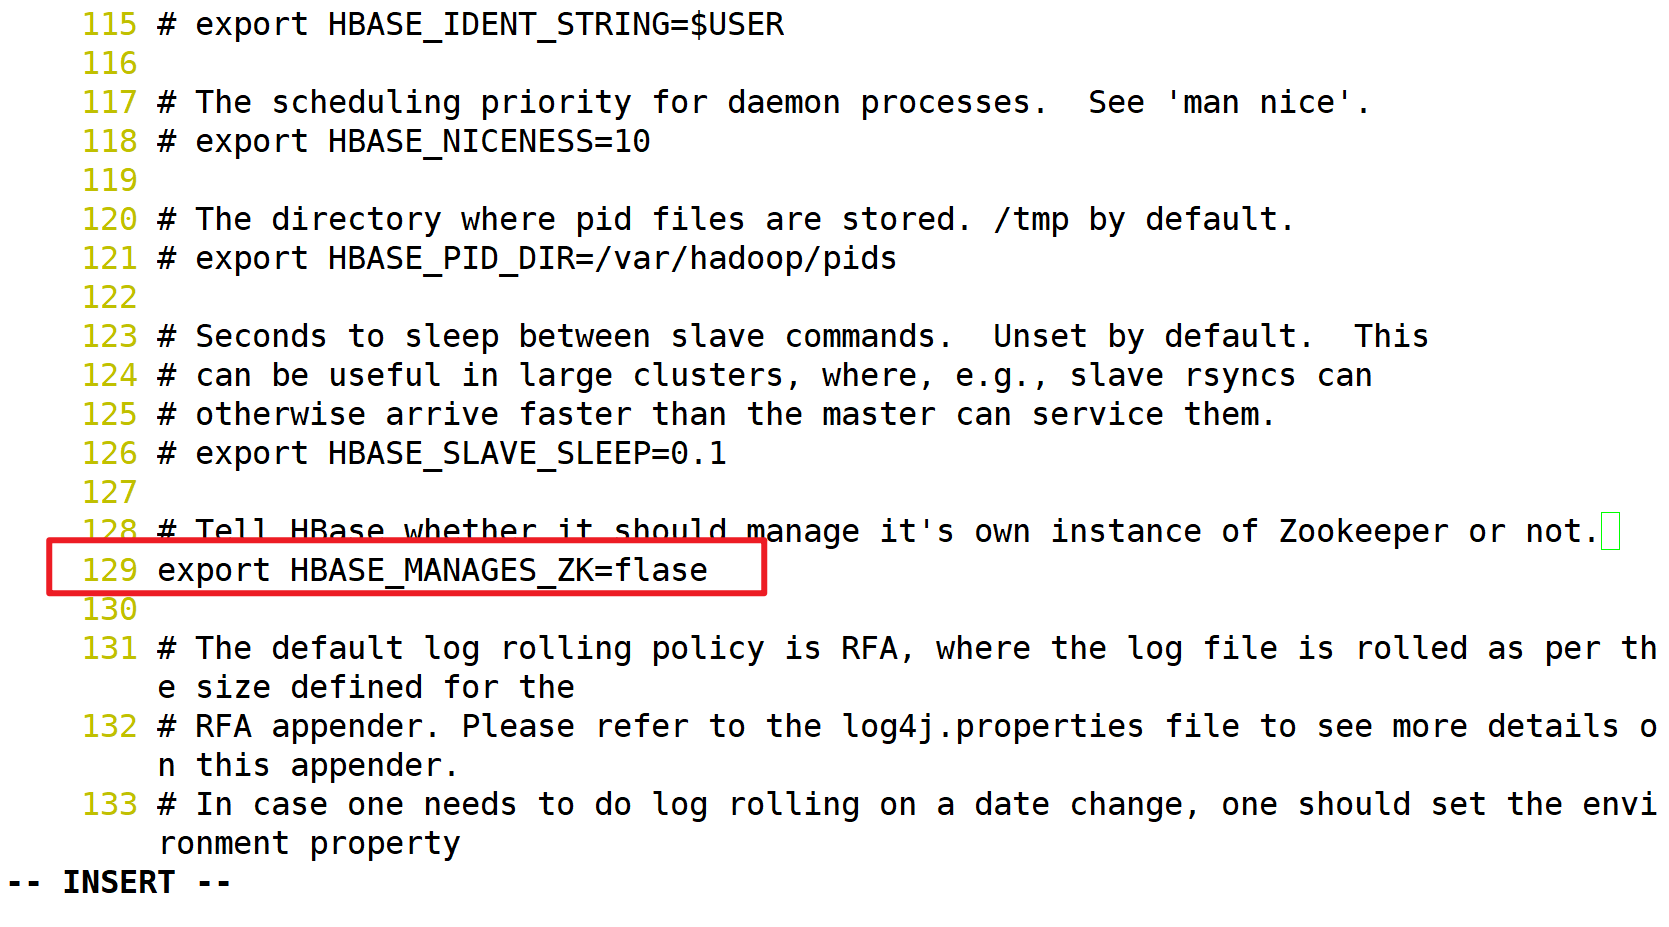 115 # export HBASE_IDENT_STRING=$USER
116
117 # The scheduling priority for daemon processes.  See 'man nice'.
118 # export HBASE_NICENESS=10
119
120 # The directory where pid files are stored. /tmp by default.
121 # export HBASE_PID_DIR=/var/hadoop/pids
122
123 # Seconds to sleep between slave commands.  Unset by default.  This
124 # can be useful in large clusters, where, e.g., slave rsyncs can
125 # otherwise arrive faster than the master can service them.
126 # export HBASE_SLAVE_SLEEP=0.1
127
128 # Tell HBase whether it should manage it's own instance of Zookeeper or not.
129 export HBASE_MANAGES_ZK=flase
130
131 # The default log rolling policy is RFA, where the log file is rolled as per th
e size defined for the
132 # RFA appender. Please refer to the log4j.properties file to see more details o
n this appender.
133 # In case one needs to do log rolling on a date change, one should set the envi
ronment property
-- INSERT --